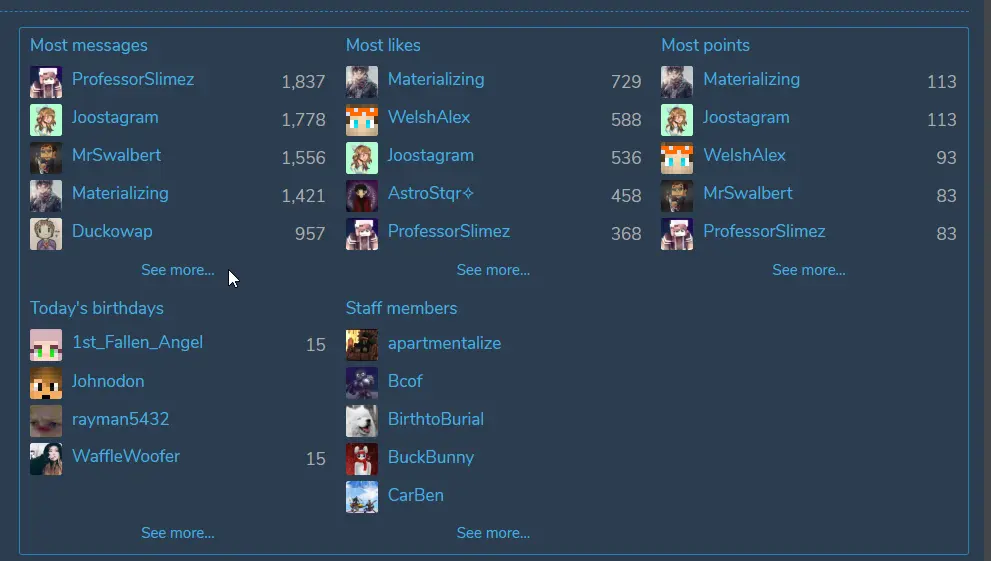 Most messages
ProfessorSlimez 1,837
Joostagram 1,778
MrSwalbert 1,556
Materializing 1,421
Duckowap 957
See more...
Most likes
Materializing 729
WelshAlex 588
Joostagram 536
AstroStqr✧ 458
ProfessorSlimez 368
See more...
Most points
Materializing 113
Joostagram 113
WelshAlex 93
MrSwalbert 83
ProfessorSlimez 83
See more...
Today's birthdays
1st_Fallen_Angel 15
Johnodon
rayman5432
WaffleWoofer 15
See more...
Staff members
apartmentalize
Bcof
BirthtoBurial
BuckBunny
CarBen
See more...